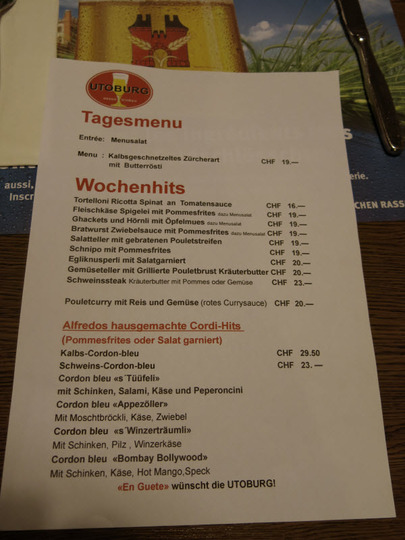 UTOBURG
Tagesmenu
Entrée: Menusalat
Menu : Kalbsgeschnetzeltes Zürcherart CHF 19.—
mit Butterrösti
Wochenhits
Tortelloni Ricotta Spinat an Tomatensauce CHF 16.—
Fleischkäse Spigelei mit Pommesfrites dazu Menusalat CHF 19.—
Ghackets und Hörnli mit Öpfelmues dazu Menusalat CHF 19.—
Bratwurst Zwiebelsauce mit Pommesfrites dazu Menusalat CHF 19.—
Salatteller mit gebratenen Pouletstreifen CHF 19.—
Schnipo mit Pommesfrites CHF 19.—
Egliknusperli mit Salatgarniert CHF 20.—
Gemüseteller mit Grillierte Pouletbrust Kräuterbutter CHF 20.—
Schweinssteak Kräuterbutter mit Pommes oder Gemüse CHF 23.—
Pouletcurry mit Reis und Gemüse (rotes Currysauce) CHF 20.—
Alfredos hausgemachte Cordi-Hits
(Pommesfrites oder Salat garniert)
Kalbs-Cordon-bleu CHF 29.50
Schweins-Cordon-bleu CHF 23. —
Cordon bleu «s´Tüüfeli»
mit Schinken, Salami, Käse und Peperoncini
Cordon bleu «Appezöller»
Mit Moschtbröckli, Käse, Zwiebel
Cordon bleu «s´Winzerträumli»
Mit Schinken, Pilz , Winzerkäse
Cordon bleu «Bombay Bollywood»
Mit Schinken, Käse, Hot Mango,Speck
«En Guete» wünscht die UTOBURG!
aussi,
Inscr
erie.
CHEN RASS